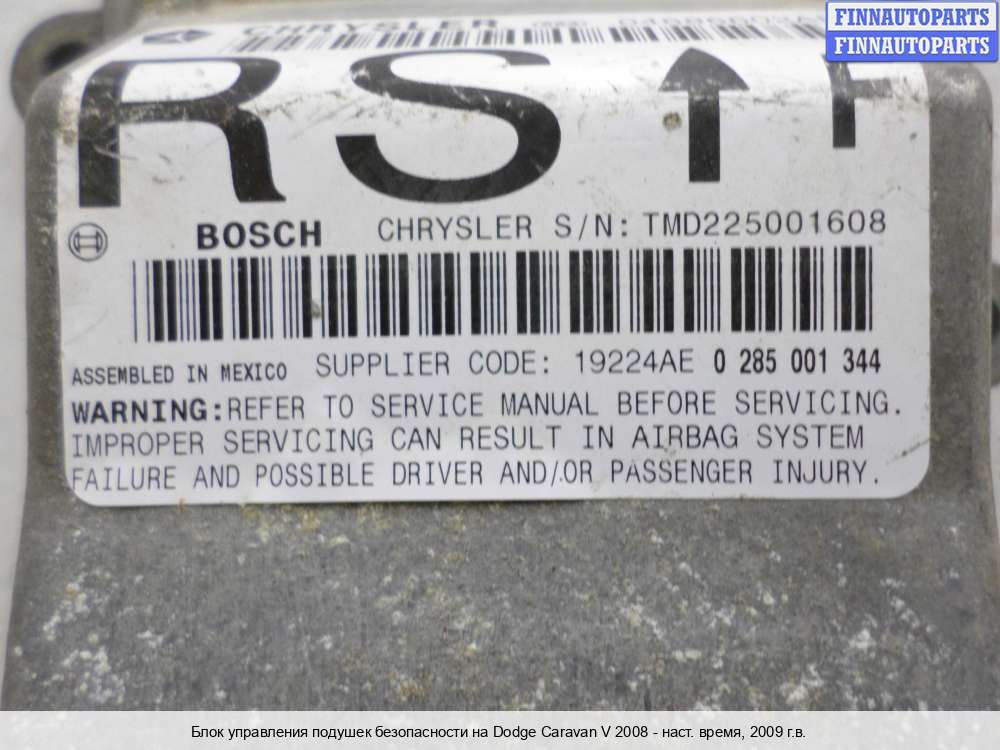 FINNAUTOPARTS
FINNAUTOPARTS
CHRYSLER
RS
BOSCH CHRYSLER S/N: TMD225001608
ASSEMBLED IN MEXICO SUPPLIER CODE: 19224AE 0 285 001 344
WARNING:REFER TO SERVICE MANUAL BEFORE SERVICING.
IMPROPER SERVICING CAN RESULT IN AIRBAG SYSTEM
FAILURE AND POSSIBLE DRIVER AND/OR PASSENGER INJURY.
Блок управления подушек безопасности на Dodge Caravan V 2008 - наст. время, 2009 г.в.